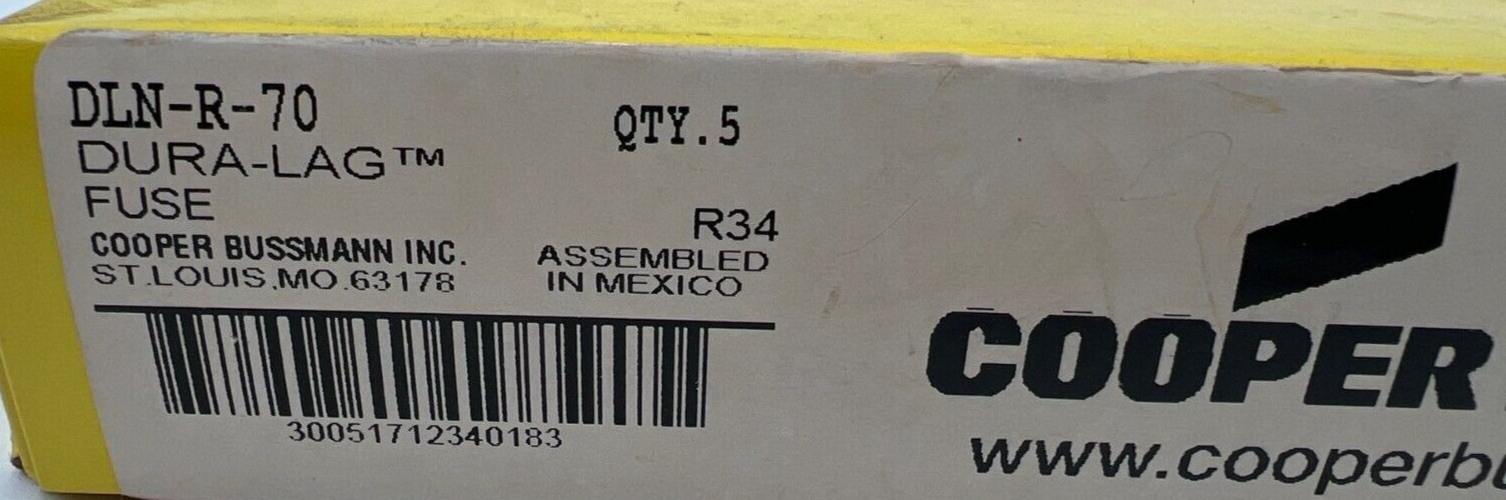 DLN-R-70
QTY.5
DURA-LAG™
FUSE
R34
COOPER BUSSMANN INC.
ASSEMBLED
ST.LOUIS,MO.63178
IN MEXICO
30051712340183
COOPER
www.cooperbu